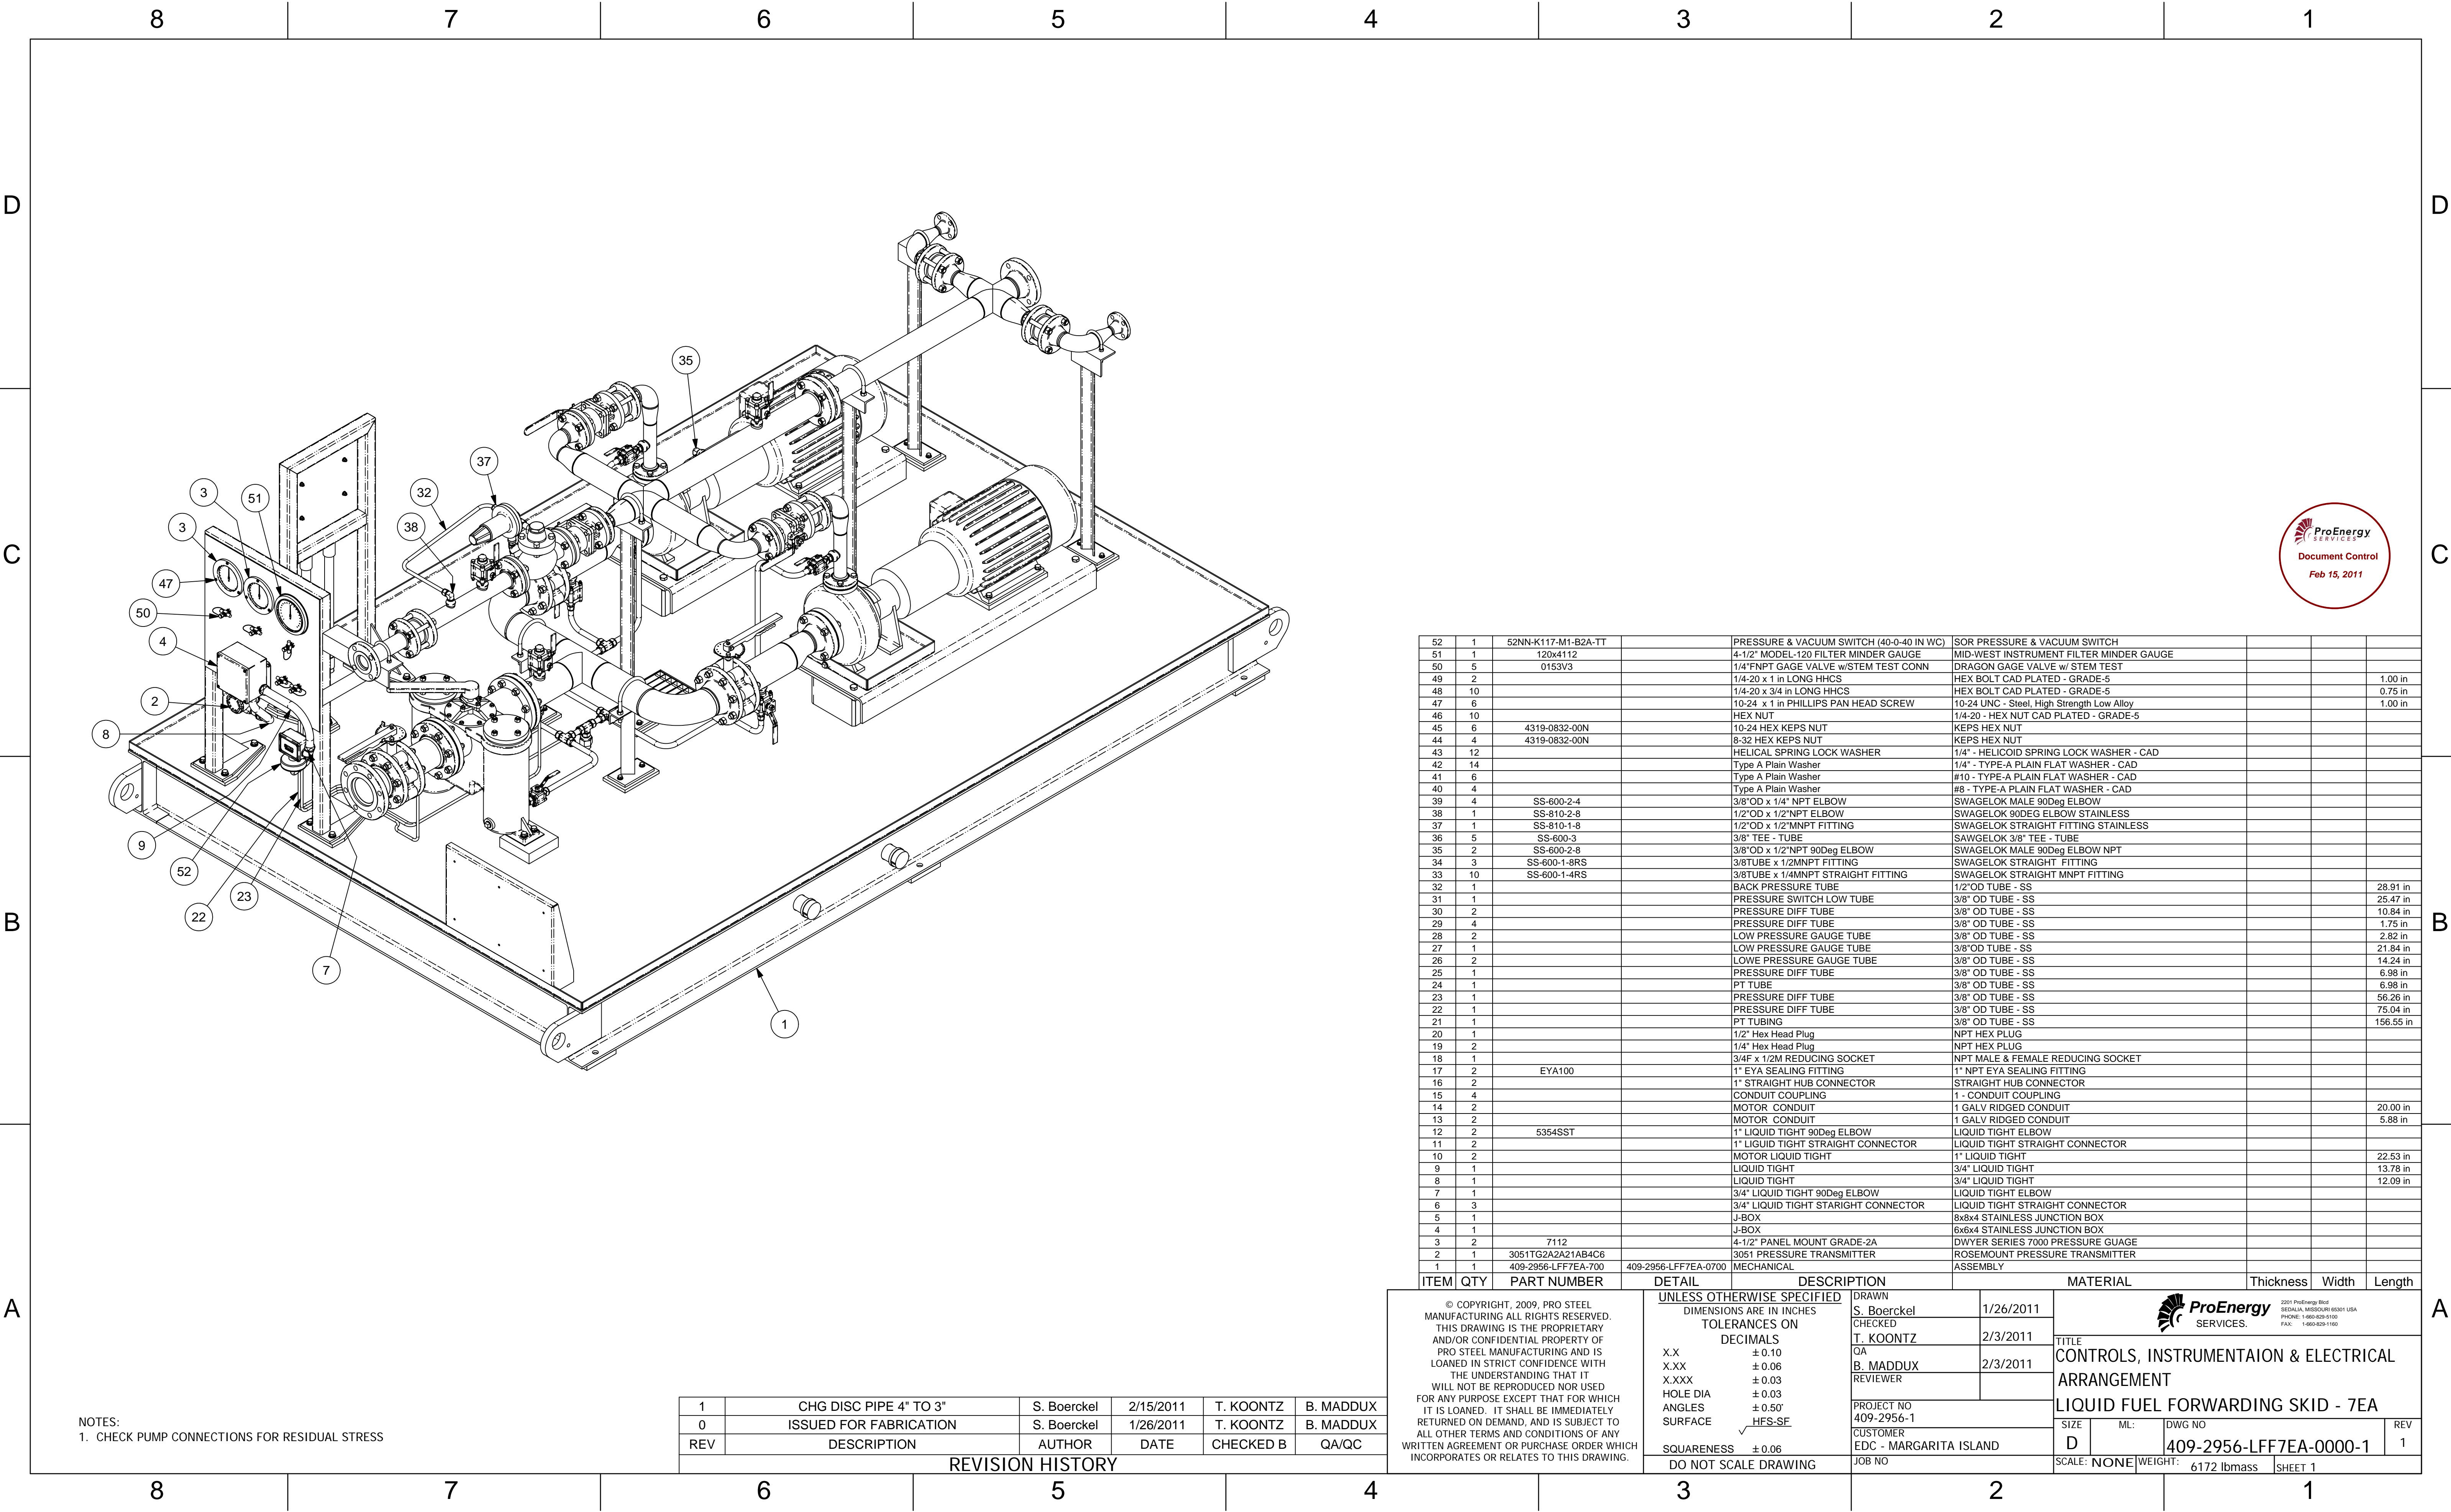 8 7 6 5 4 3 2 1
D D
35
37
32
3 51
38
3
47
50
4
2
8
9
52
23
22
7
1
C C
ProEnergy
SERVICES
Document Control
Feb 15, 2011
52 1 52NN-K117-M1-B2A-TT PRESSURE & VACUUM SWITCH (40-0-40 IN WC) SOR PRESSURE & VACUUM SWITCH
51 1 120x4112 4-1/2" MODEL-120 FILTER MINDER GAUGE MID-WEST INSTRUMENT FILTER MINDER GAUGE
50 5 0153V3 1/4"FNPT GAGE VALVE w/STEM TEST CONN DRAGON GAGE VALVE w/ STEM TEST
49 2 1/4-20 x 1 in LONG HHCS HEX BOLT CAD PLATED - GRADE-5 1.00 in
48 10 1/4-20 x 3/4 in LONG HHCS HEX BOLT CAD PLATED - GRADE-5 0.75 in
47 6 10-24 x 1 in PHILLIPS PAN HEAD SCREW 10-24 UNC - Steel, High Strength Low Alloy 1.00 in
46 10 HEX NUT 1/4-20 - HEX NUT CAD PLATED - GRADE-5
45 6 4319-0832-00N 10-24 HEX KEPS NUT KEPS HEX NUT
44 4 4319-0832-00N 8-32 HEX KEPS NUT KEPS HEX NUT
43 12 HELICAL SPRING LOCK WASHER 1/4" - HELICOID SPRING LOCK WASHER - CAD
42 14 Type A Plain Washer 1/4" - TYPE-A PLAIN FLAT WASHER - CAD
41 6 Type A Plain Washer #10 - TYPE-A PLAIN FLAT WASHER - CAD
40 4 Type A Plain Washer #8 - TYPE-A PLAIN FLAT WASHER - CAD
39 4 SS-600-2-4 3/8"OD x 1/4" NPT ELBOW SWAGELOK MALE 90Deg ELBOW
38 1 SS-810-2-8 1/2"OD x 1/2"NPT ELBOW SWAGELOK 90DEG ELBOW STAINLESS
37 1 SS-810-1-8 1/2"OD x 1/2"MNPT FITTING SWAGELOK STRAIGHT FITTING STAINLESS
36 5 SS-600-3 3/8" TEE - TUBE SAWGELOK 3/8" TEE - TUBE
35 2 SS-600-2-8 3/8"OD x 1/2"NPT 90Deg ELBOW SWAGELOK MALE 90Deg ELBOW NPT
34 3 SS-600-1-8RS 3/8TUBE x 1/2MNPT FITTING SWAGELOK STRAIGHT FITTING
33 10 SS-600-1-4RS 3/8TUBE x 1/4MNPT STRAIGHT FITTING SWAGELOK STRAIGHT MNPT FITTING
32 1 BACK PRESSURE TUBE 1/2"OD TUBE - SS 28.91 in
31 1 PRESSURE SWITCH LOW TUBE 3/8" OD TUBE - SS 25.47 in
30 2 PRESSURE DIFF TUBE 3/8" OD TUBE - SS 10.84 in
29 4 PRESSURE DIFF TUBE 3/8" OD TUBE - SS 1.75 in
28 2 LOW PRESSURE GAUGE TUBE 3/8" OD TUBE - SS 2.82 in
27 1 LOW PRESSURE GAUGE TUBE 3/8"OD TUBE - SS 21.84 in
26 2 LOWE PRESSURE GAUGE TUBE 3/8" OD TUBE - SS 14.24 in
25 1 PRESSURE DIFF TUBE 3/8" OD TUBE - SS 6.98 in
24 1 PT TUBE 3/8" OD TUBE - SS 6.98 in
23 1 PRESSURE DIFF TUBE 3/8" OD TUBE - SS 56.26 in
22 1 PRESSURE DIFF TUBE 3/8" OD TUBE - SS 75.04 in
21 1 PT TUBING 3/8" OD TUBE - SS 156.55 in
20 1 1/2" Hex Head Plug NPT HEX PLUG
19 2 1/4" Hex Head Plug NPT HEX PLUG
18 1 3/4F x 1/2M REDUCING SOCKET NPT MALE & FEMALE REDUCING SOCKET
17 2 EYA100 1" EYA SEALING FITTING 1" NPT EYA SEALING FITTING
16 2 1" STRAIGHT HUB CONNECTOR STRAIGHT HUB CONNECTOR
15 4 CONDUIT COUPLING 1 - CONDUIT COUPLING
14 2 MOTOR CONDUIT 1 GALV RIDGED CONDUIT 20.00 in
13 2 MOTOR CONDUIT 1 GALV RIDGED CONDUIT 5.88 in
12 2 5354SST 1" LIQUID TIGHT 90Deg ELBOW LIQUID TIGHT ELBOW
11 2 1" LIGUID TIGHT STRAIGHT CONNECTOR LIQUID TIGHT STRAIGHT CONNECTOR
10 2 MOTOR LIQUID TIGHT 1" LIQUID TIGHT 22.53 in
9 1 LIQUID TIGHT 3/4" LIQUID TIGHT 13.78 in
8 1 LIQUID TIGHT 3/4" LIQUID TIGHT 12.09 in
7 1 3/4" LIQUID TIGHT 90Deg ELBOW LIQUID TIGHT ELBOW
6 3 3/4" LIQUID TIGHT STARIGHT CONNECTOR LIQUID TIGHT STRAIGHT CONNECTOR
5 1 J-BOX 8x8x4 STAINLESS JUNCTION BOX
4 1 J-BOX 6x6x4 STAINLESS JUNCTION BOX
3 2 7112 4-1/2" PANEL MOUNT GRADE-2A DWYER SERIES 7000 PRESSURE GUAGE
2 1 3051TG2A2A21AB4C6 3051 PRESSURE TRANSMITTER ROSEMOUNT PRESSURE TRANSMITTER
1 1 409-2956-LFF7EA-700 409-2956-LFF7EA-0700 MECHANICAL ASSEMBLY
ITEM QTY PART NUMBER DETAIL DESCRIPTION MATERIAL Thickness Width Length
B B
A A
© COPYRIGHT, 2009, PRO STEEL
MANUFACTURING ALL RIGHTS RESERVED.
THIS DRAWING IS THE PROPRIETARY
AND/OR CONFIDENTIAL PROPERTY OF
PRO STEEL MANUFACTURING AND IS
LOANED IN STRICT CONFIDENCE WITH
THE UNDERSTANDING THAT IT
WILL NOT BE REPRODUCED NOR USED
FOR ANY PURPOSE EXCEPT THAT FOR WHICH
IT IS LOANED. IT SHALL BE IMMEDIATELY
RETURNED ON DEMAND, AND IS SUBJECT TO
ALL OTHER TERMS AND CONDITIONS OF ANY
WRITTEN AGREEMENT OR PURCHASE ORDER WHICH
INCORPORATES OR RELATES TO THIS DRAWING.
UNLESS OTHERWISE SPECIFIED
DIMENSIONS ARE IN INCHES
TOLERANCES ON
DECIMALS
X.X ±0.10
X.XX ±0.06
X.XXX ±0.03
HOLE DIA ±0.03
ANGLES ±0.50°
SURFACE HFS-SF
SQUARENESS ±0.06
DO NOT SCALE DRAWING
DRAWN
S. Boerckel 1/26/2011
CHECKED
T. KOONTZ 2/3/2011
QA
B. MADDUX 2/3/2011
REVIEWER
PROJECT NO
409-2956-1
CUSTOMER
EDC - MARGARITA ISLAND
JOB NO
ProEnergy
SERVICES.
2201 ProEnergy Blvd
SEDALIA, MISSOURI 65301 USA
PHONE: 1-660-829-5100
FAX: 1-660-829-1160
TITLE
CONTROLS, INSTRUMENTAION & ELECTRICAL
ARRANGEMENT
LIQUID FUEL FORWARDING SKID - 7EA
SIZE ML: DWG NO REV
D 409-2956-LFF7EA-0000-1 1
SCALE: NONE WEIGHT: 6172 lbmass SHEET 1
NOTES:
1. CHECK PUMP CONNECTIONS FOR RESIDUAL STRESS
1 CHG DISC PIPE 4" TO 3" S. Boerckel 2/15/2011 T. KOONTZ B. MADDUX
0 ISSUED FOR FABRICATION S. Boerckel 1/26/2011 T. KOONTZ B. MADDUX
REV DESCRIPTION AUTHOR DATE CHECKED B QA/QC
REVISION HISTORY
8 7 6 5 4 3 2 1